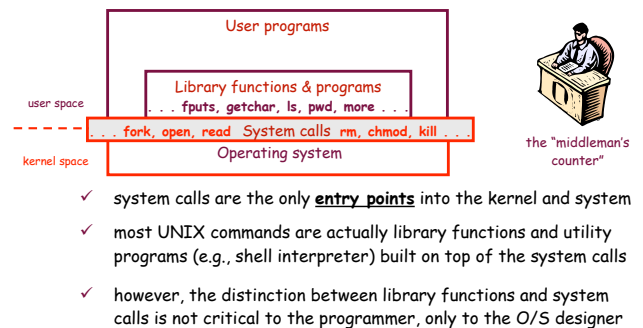 User programs
Library functions & programs
. . . fputs, getchar, ls, pwd, more . . .
user space
. . . fork, open, read System calls rm, chmod, kill . . .
kernel space
Operating system
the "middleman's
counter"
✓ system calls are the only entry points into the kernel and system
✓ most UNIX commands are actually library functions and utility
programs (e.g., shell interpreter) built on top of the system calls
✓ however, the distinction between library functions and system
calls is not critical to the programmer, only to the O/S designer